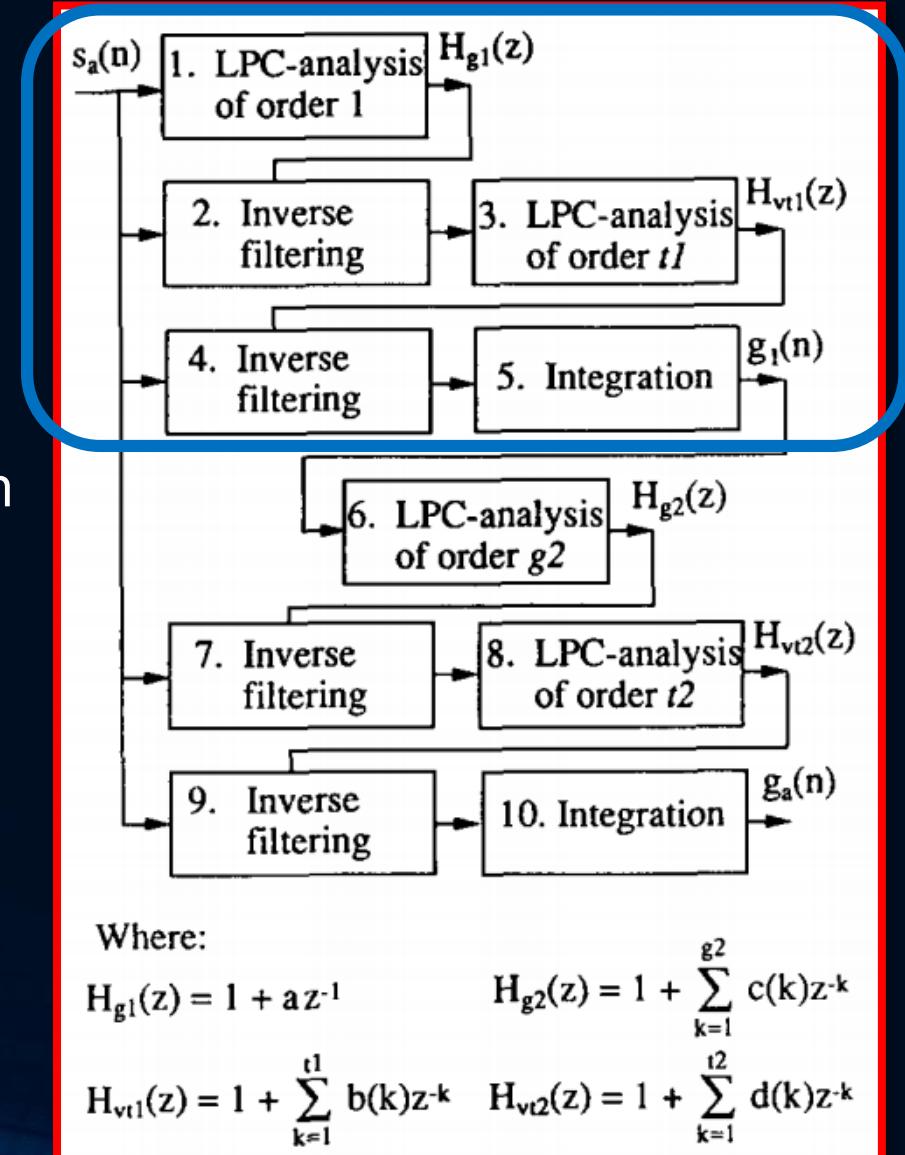 sₐ(n)
1. LPC-analysis
of order 1
H_g1(z)
2. Inverse
filtering
3. LPC-analysis
of order t1
H_vt1(z)
4. Inverse
filtering
5. Integration
g₁(n)
n
6. LPC-analysis
of order g2
H_g2(z)
7. Inverse
filtering
8. LPC-analysis
of order t2
H_vt2(z)
9. Inverse
filtering
10. Integration
gₐ(n)
Where:
H_g1(z) = 1 + az⁻¹
H_g2(z) = 1 + Σ_{k=1}^{g2} c(k)z⁻ᵏ
H_vt1(z) = 1 + Σ_{k=1}^{t1} b(k)z⁻ᵏ
H_vt2(z) = 1 + Σ_{k=1}^{t2} d(k)z⁻ᵏ